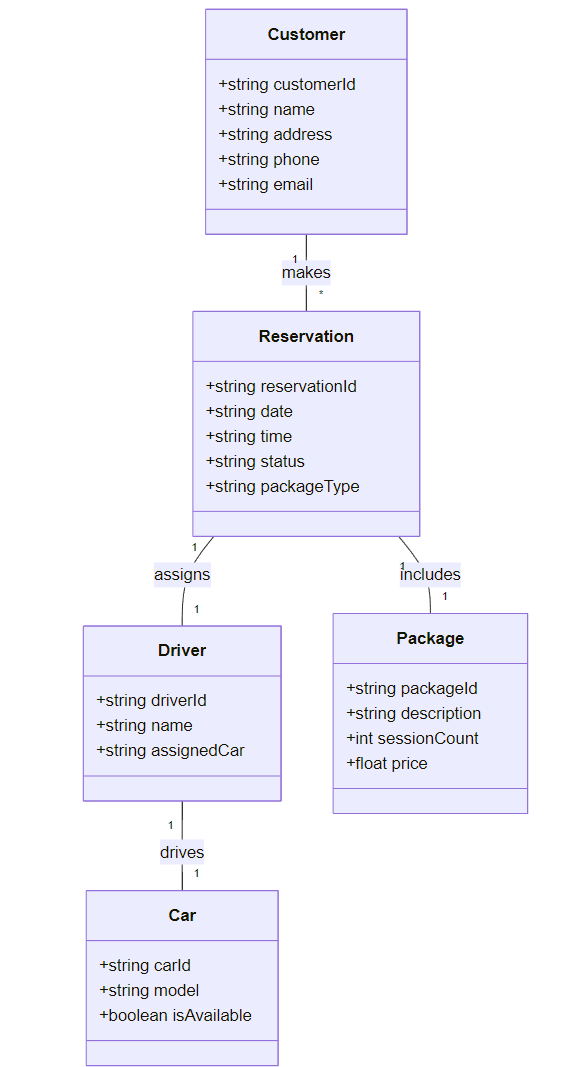 Customer
+string customerId
+string name
+string address
+string phone
+string email
1
makes
*
Reservation
+string reservationId
+string date
+string time
+string status
+string packageType
1
assigns
1
1
includes
1
Driver
+string driverId
+string name
+string assignedCar
Package
+string packageId
+string description
+int sessionCount
+float price
1
drives
1
Car
+string carId
+string model
+boolean isAvailable